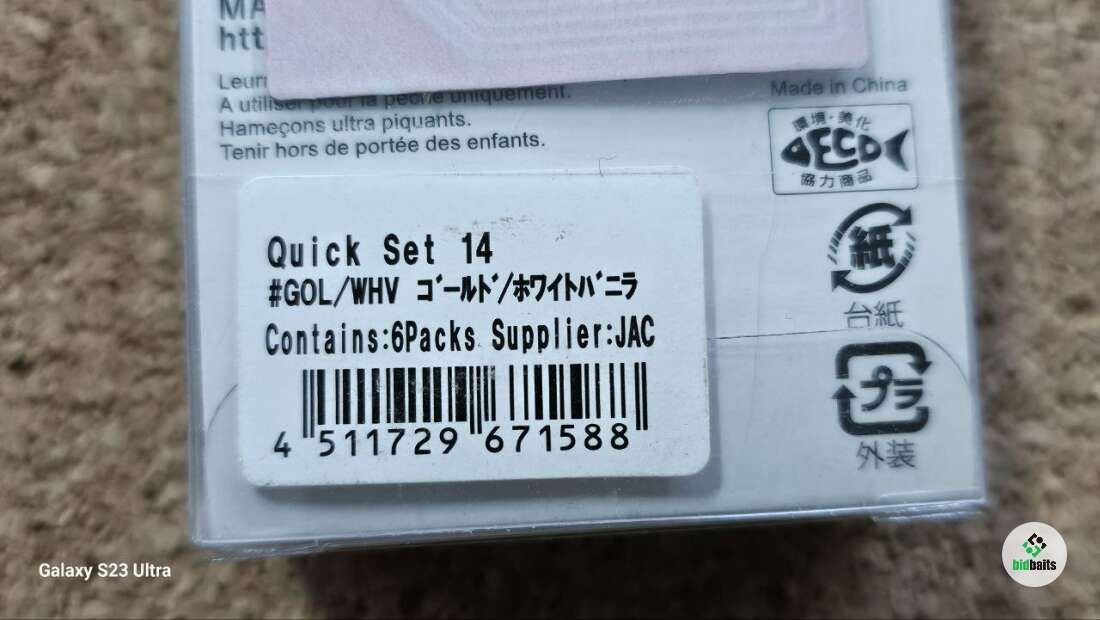 MA
htt
Leurr
A utiliser pour la pêche uniquement.
Hameçons ultra piquants.
Tenir hors de portée des enfants.
Made in China
環境・美化
ECO
協力商品
紙
台紙
プラ
外装
Quick Set 14
#GOL/WHV ゴールド/ホワイトバニラ
Contains:6Packs Supplier:JAC
4 511729 671588
Galaxy S23 Ultra
bidbaits